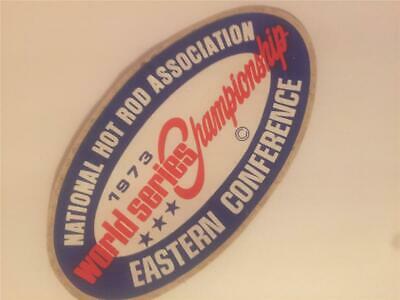 NATIONAL HOT ROD ASSOCIATION
1973
world series
Championship
©
EASTERN CONFERENCE